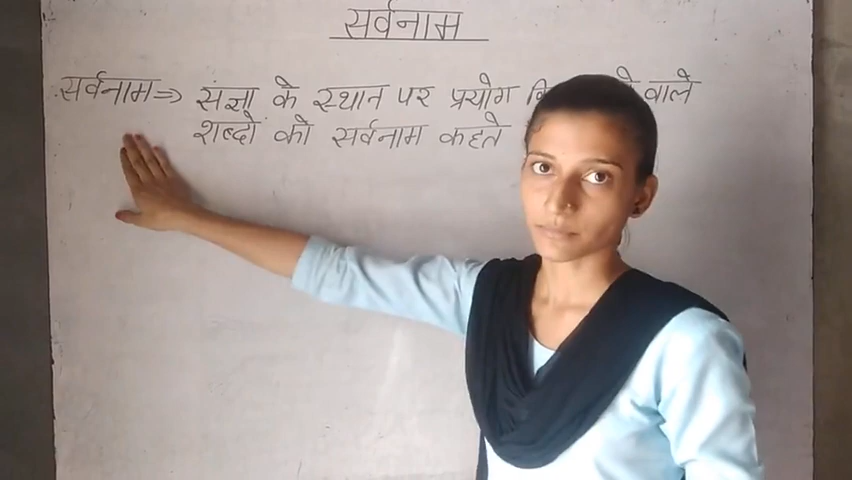 सर्वनाम
सर्वनाम => संज्ञा के स्थान पर प्रयोग वाले
शब्दों को सर्वनाम कहते